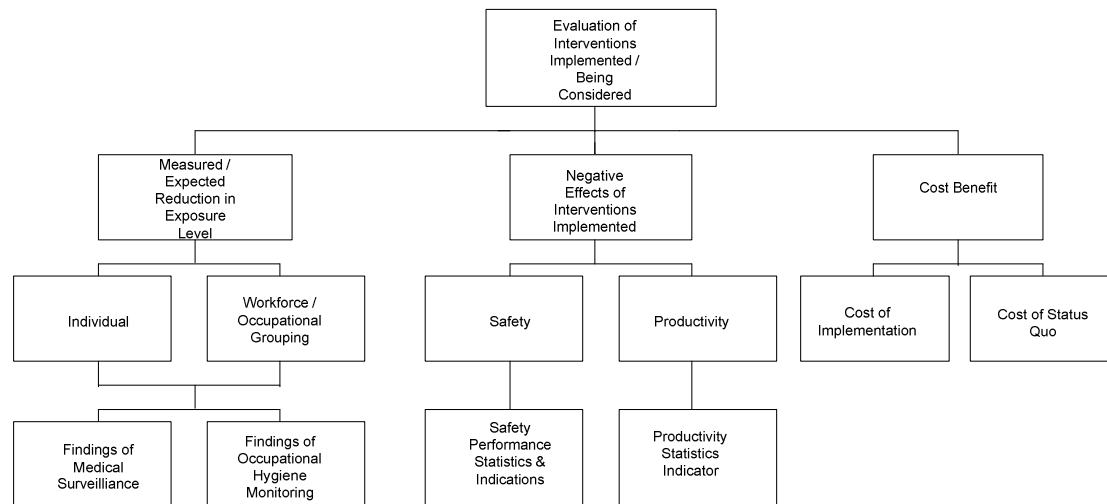 Evaluation of
Interventions
Implemented /
Being
Considered
Measured /
Expected
Reduction in
Exposure
Level
Negative
Effects of
Interventions
Implemented
Cost Benefit
Individual
Workforce /
Occupational
Grouping
Safety
Productivity
Cost of
Implementation
Cost of Status
Quo
Findings of
Medical
Surveilliance
Findings of
Occupational
Hygiene
Monitoring
Safety
Performance
Statistics &
Indications
Productivity
Statistics
Indicator